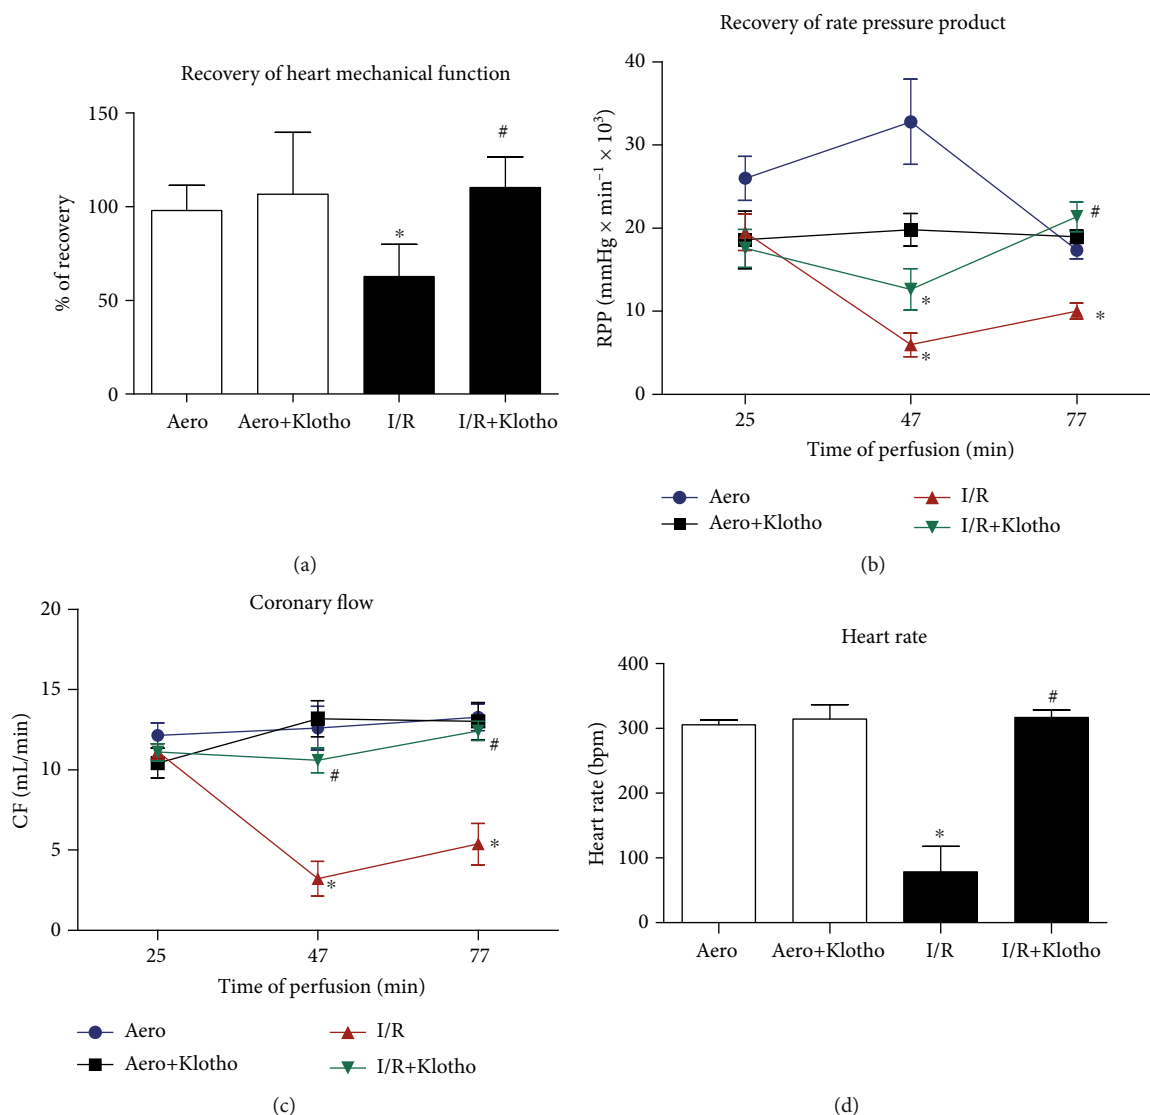 Recovery of heart mechanical function
% of recovery
150
100
50
0
*
#
Aero
Aero+Klotho
I/R
I/R+Klotho
(a)
Recovery of rate pressure product
RPP (mmHg × min⁻¹ × 10³)
40
30
20
10
0
*
*
#
*
25
47
77
Time of perfusion (min)
Aero
Aero+Klotho
I/R
I/R+Klotho
(b)
Coronary flow
CF (mL/min)
20
15
10
5
0
#
*
#
*
25
47
77
Time of perfusion (min)
Aero
Aero+Klotho
I/R
I/R+Klotho
(c)
Heart rate
Heart rate (bpm)
400
300
200
100
0
*
#
Aero
Aero+Klotho
I/R
I/R+Klotho
(d)